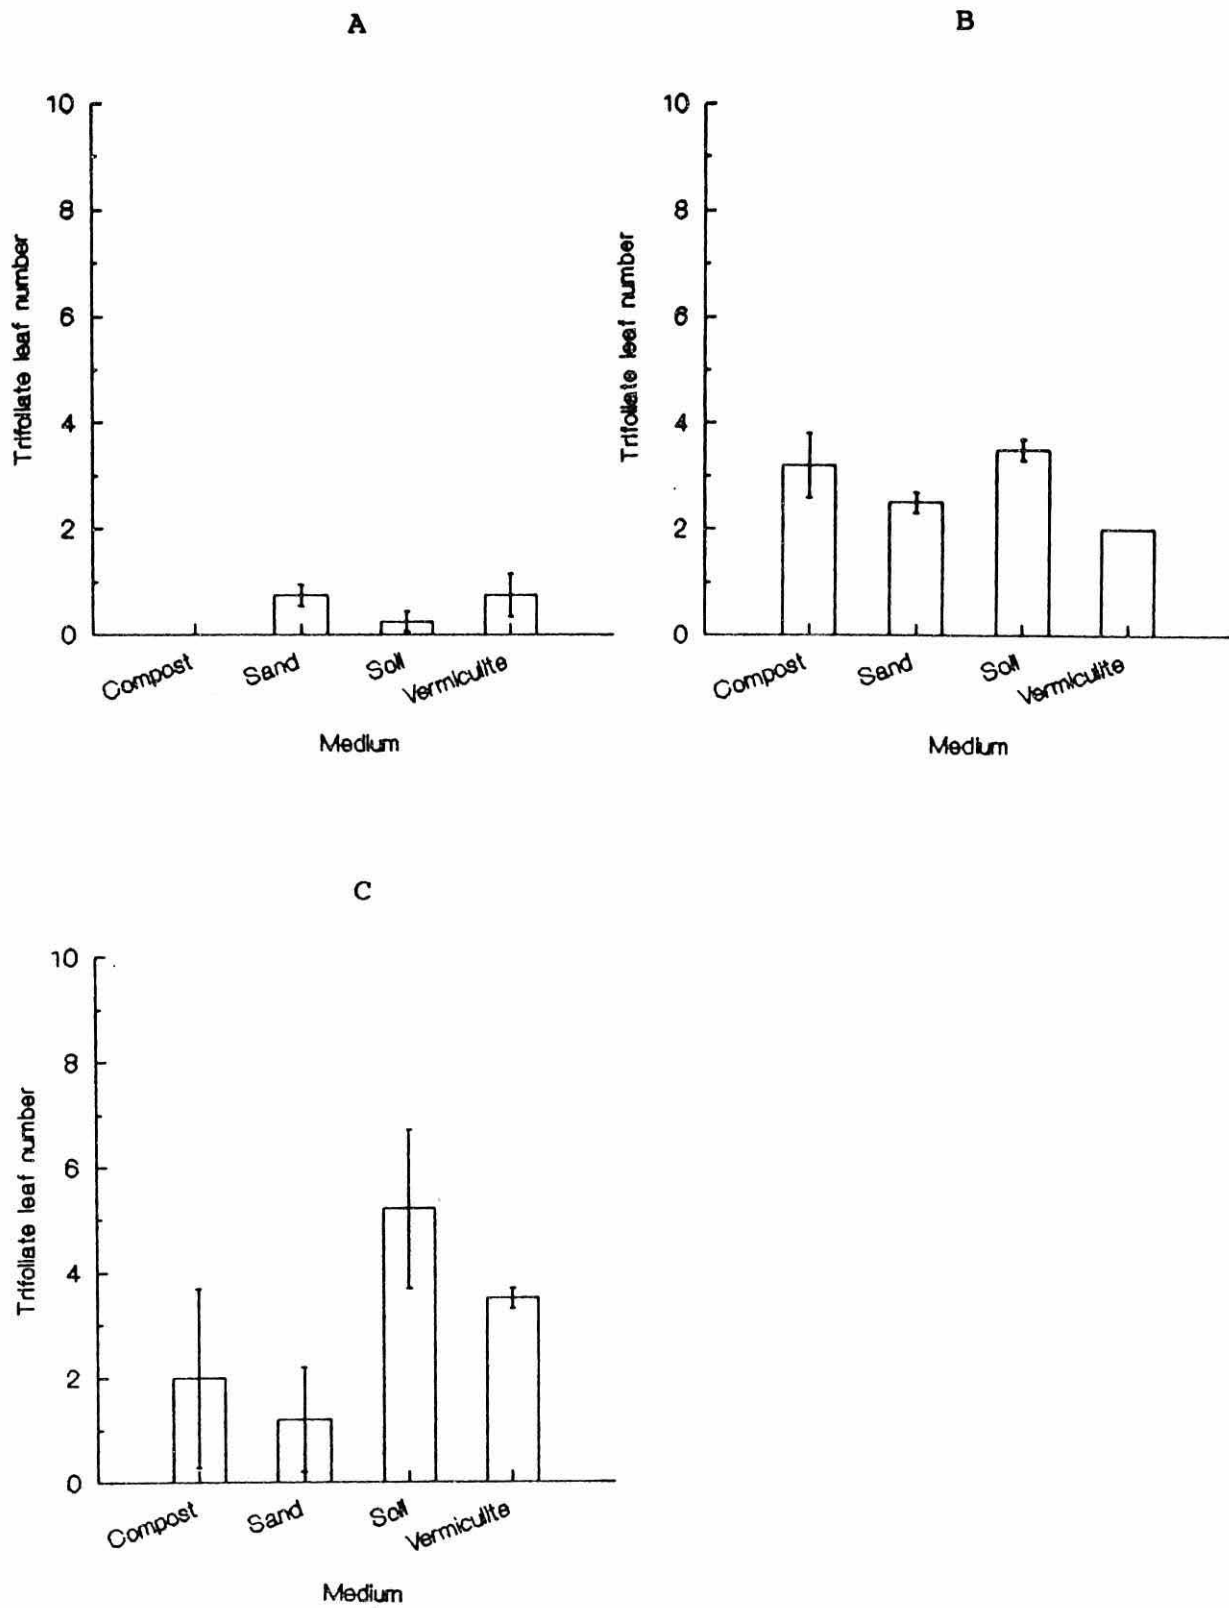 A
10
8
6
4
2
0
Trifoliate leaf number
Compost
Sand
Soil
Vermiculite
Medium
B
10
8
6
4
2
0
Trifoliate leaf number
Compost
Sand
Soil
Vermiculite
Medium
C
10
8
6
4
2
0
Trifoliate leaf number
Compost
Sand
Soil
Vermiculite
Medium